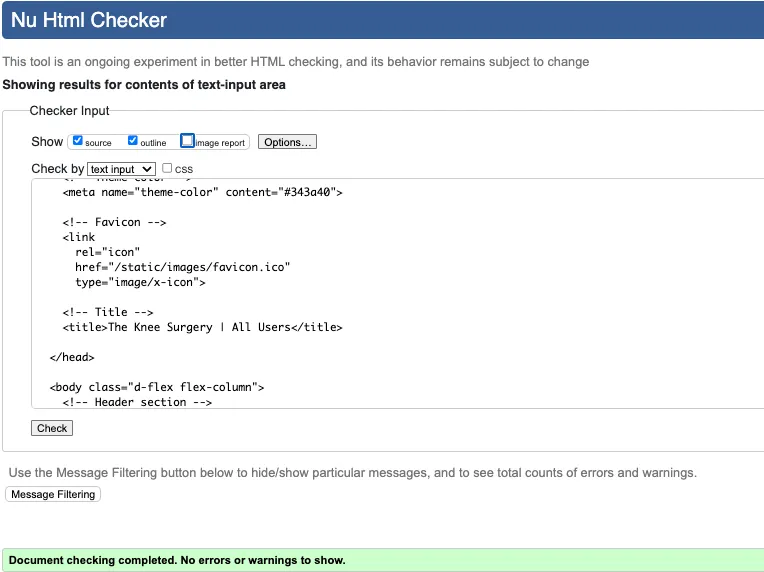 Nu Html Checker
This tool is an ongoing experiment in better HTML checking, and its behavior remains subject to change
Showing results for contents of text-input area
Checker Input
Show source outline image report Options...
Check by text input css
<meta name="theme-color" content="#343a40">
<!-- Favicon -->
<link
rel="icon"
href="/static/images/favicon.ico"
type="image/x-icon">
<!-- Title -->
<title>The Knee Surgery | All Users</title>
</head>
<body class="d-flex flex-column">
<!-- Header section -->
Check
Use the Message Filtering button below to hide/show particular messages, and to see total counts of errors and warnings.
Message Filtering
Document checking completed. No errors or warnings to show.